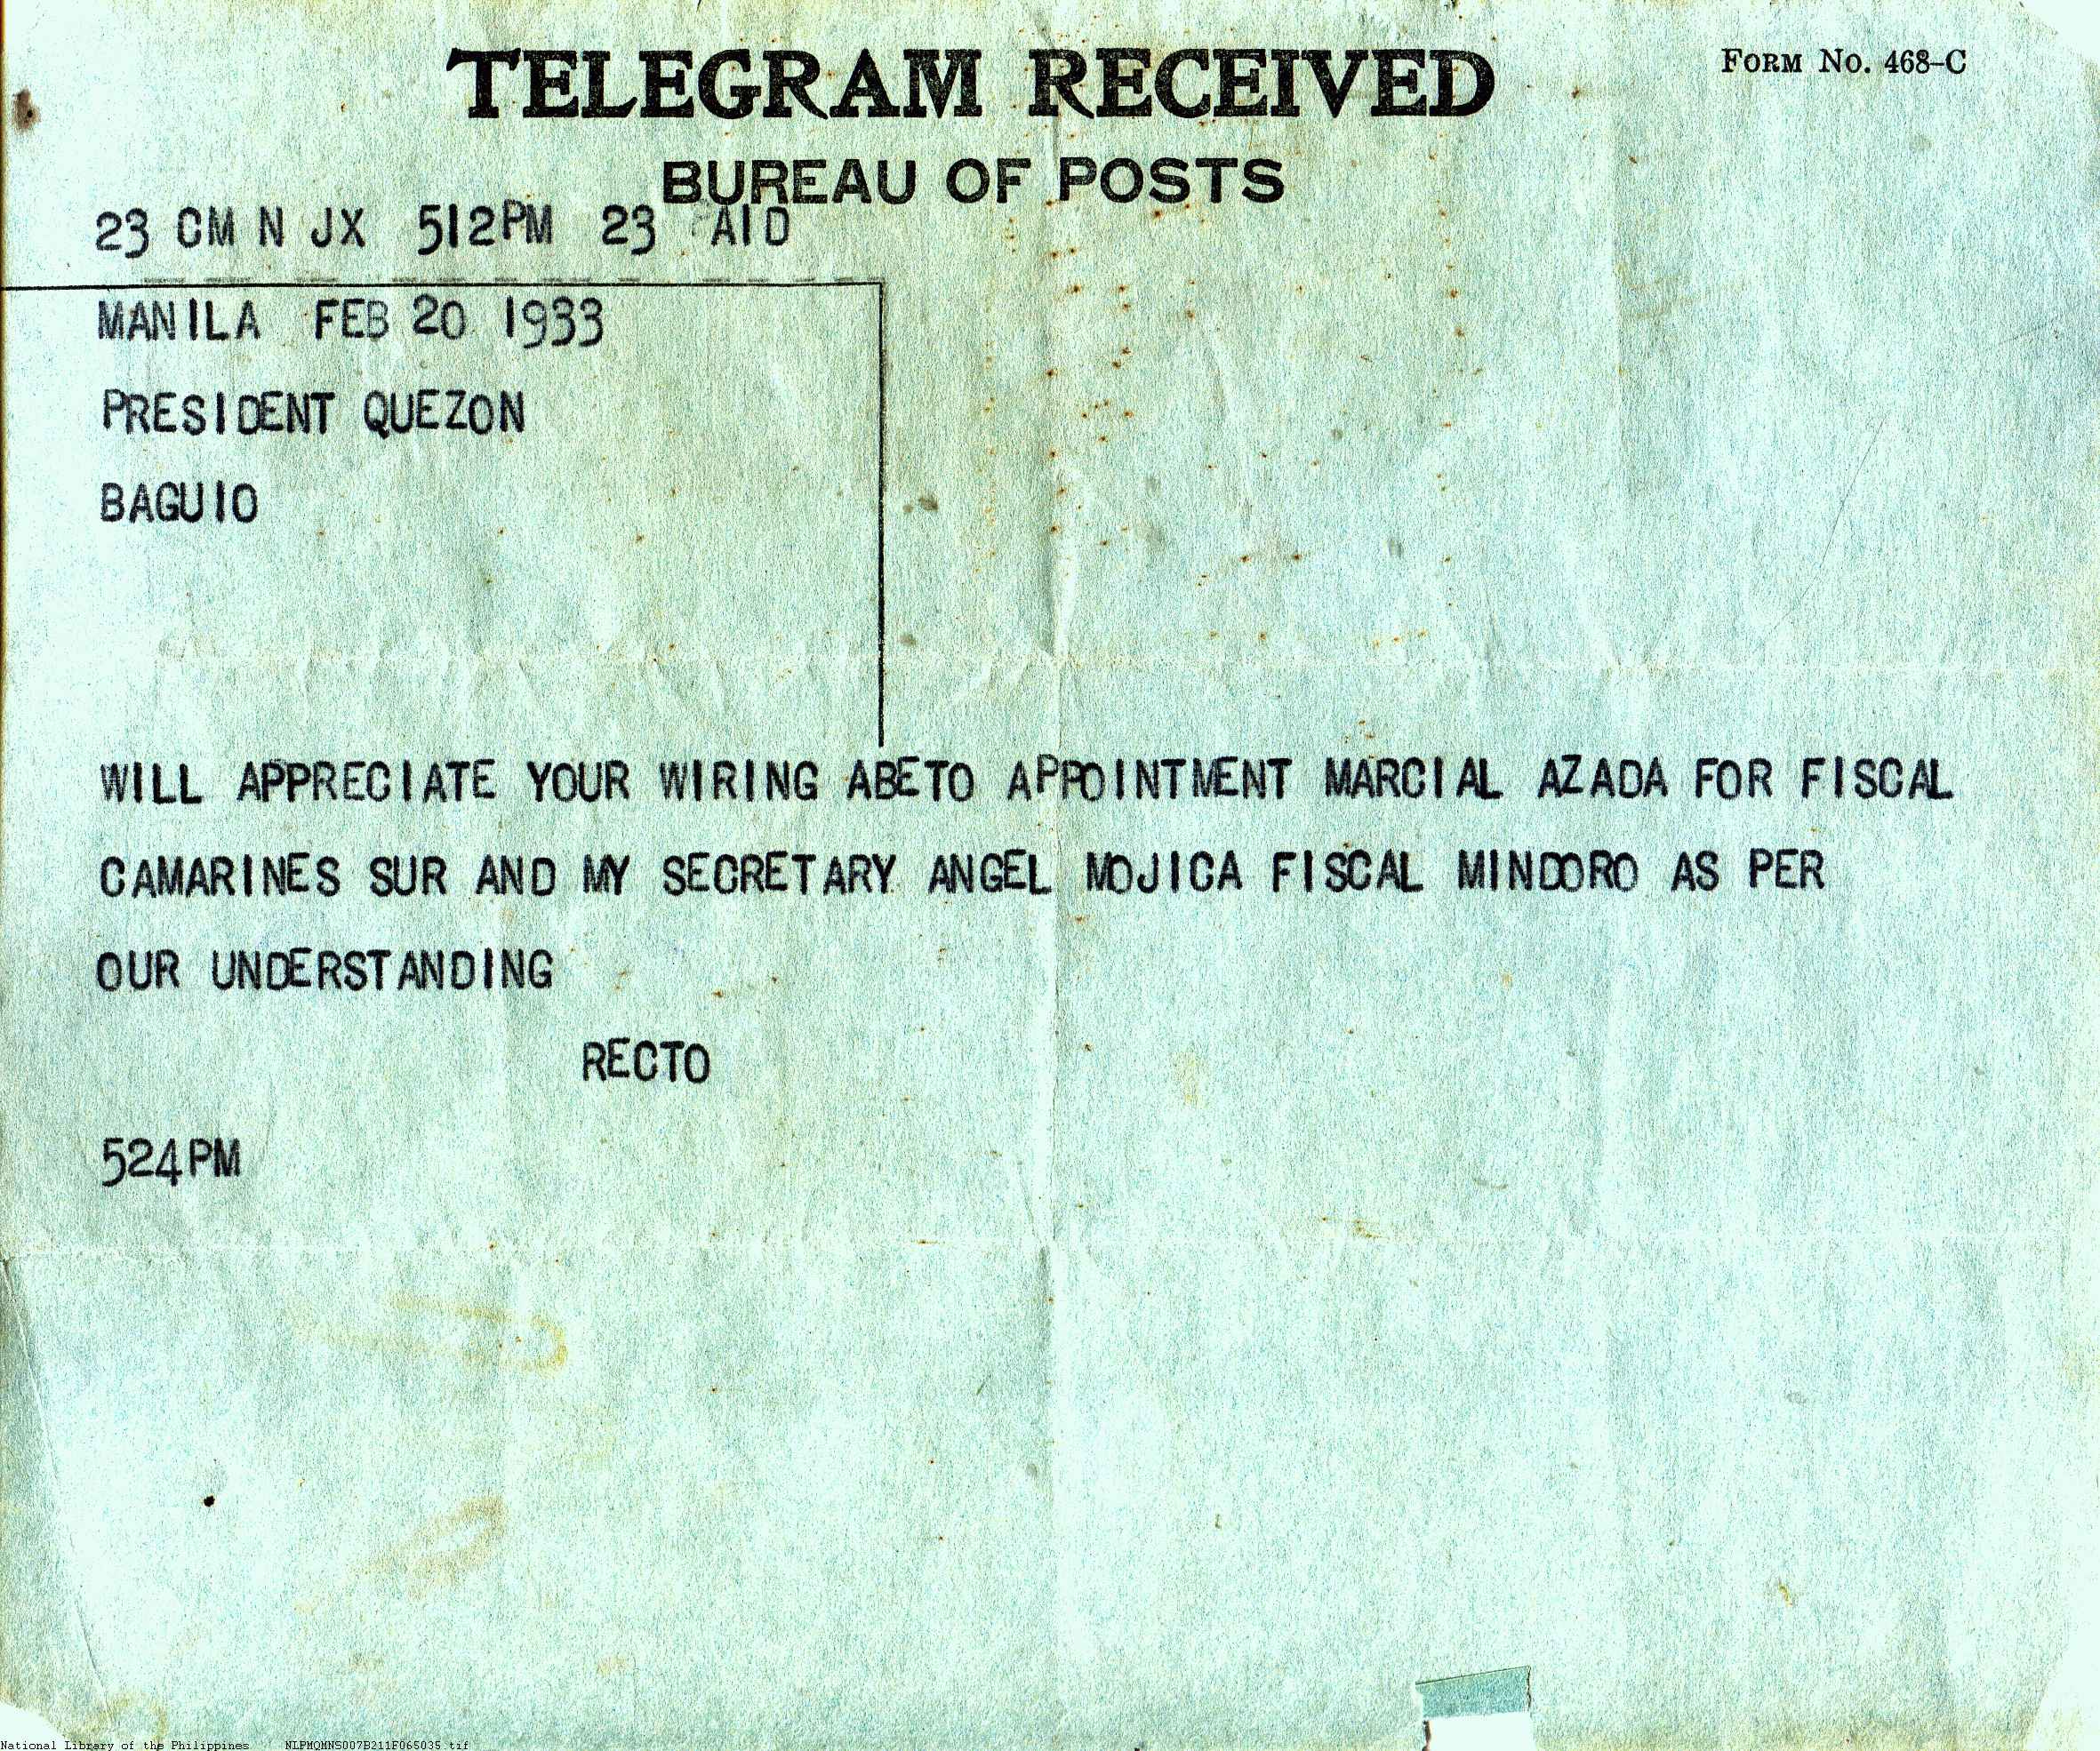 TELEGRAM RECEIVED
FORM NO. 468-C
BUREAU OF POSTS
23 CM N JX 512PM 23 AID
MANILA FEB 20 1933
PRESIDENT QUEZON
BAGUIO
WILL APPRECIATE YOUR WIRING ABETO APPOINTMENT MARCIAL AZADA FOR FISCAL
CAMARINES SUR AND MY SECRETARY ANGEL MOJICA FISCAL MINDORO AS PER
OUR UNDERSTANDING
RECTO
524PM
National Library of the Philippines NLPMQMNS007B211F065035.tif